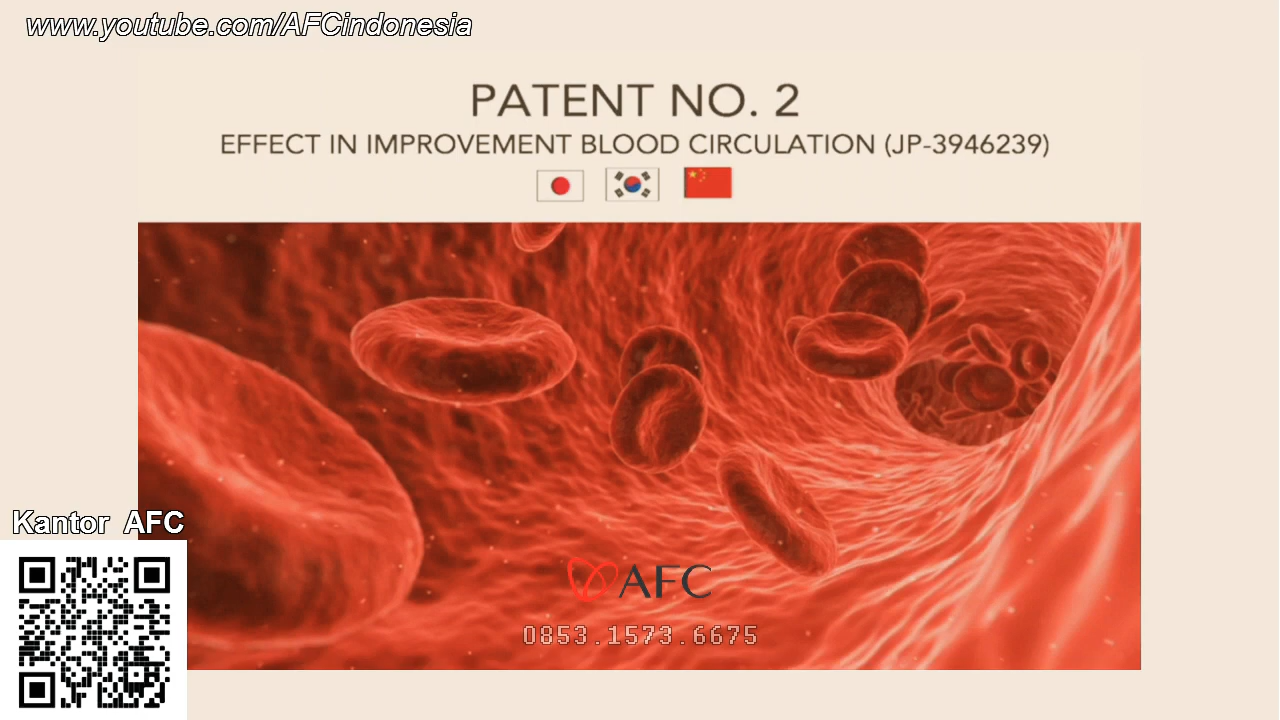 www.youtube.com/AFCindonesia
PATENT NO. 2
EFFECT IN IMPROVEMENT BLOOD CIRCULATION (JP-3946239)
Kantor AFC
AFC
0853.1573.6675